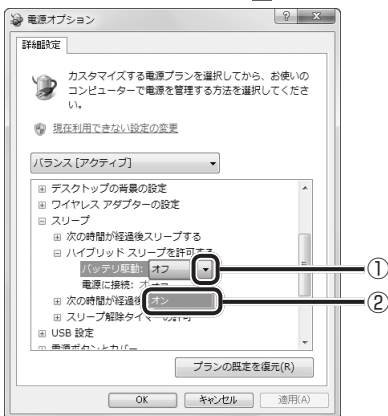 電源オプション
詳細設定
カスタマイズする電源プランを選択してから、お使いの
コンピューターで電源を管理する方法を選択してくださ
い。
現在利用できない設定の変更
バランス [アクティブ]
デスクトップの背景の設定
ワイヤレス アダプターの設定
スリープ
次の時間が経過後スリープする
ハイブリッド スリープを許可する
バッテリ駆動: オフ
①
電源に接続:
オン
②
次の時間が経過後
スリープ解除タイマーの許可
USB 設定
電源ボタンとカバー
プランの既定を復元(R)
OK
キャンセル
適用(A)